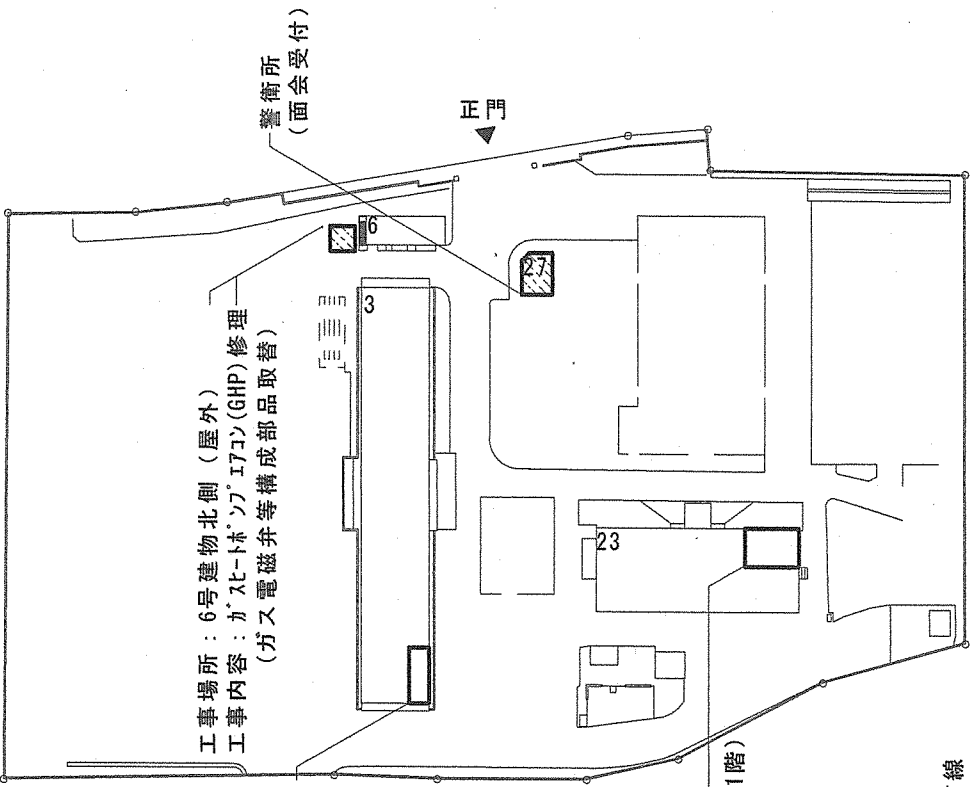 警衛所
(面会受付)
正門
工事場所：6号建物北側（屋外）
工事内容：ガスヒートポンプエアコン(GHP)修理
(ガス電磁弁等構成部品取替)
6
3
27
23
1階）
線